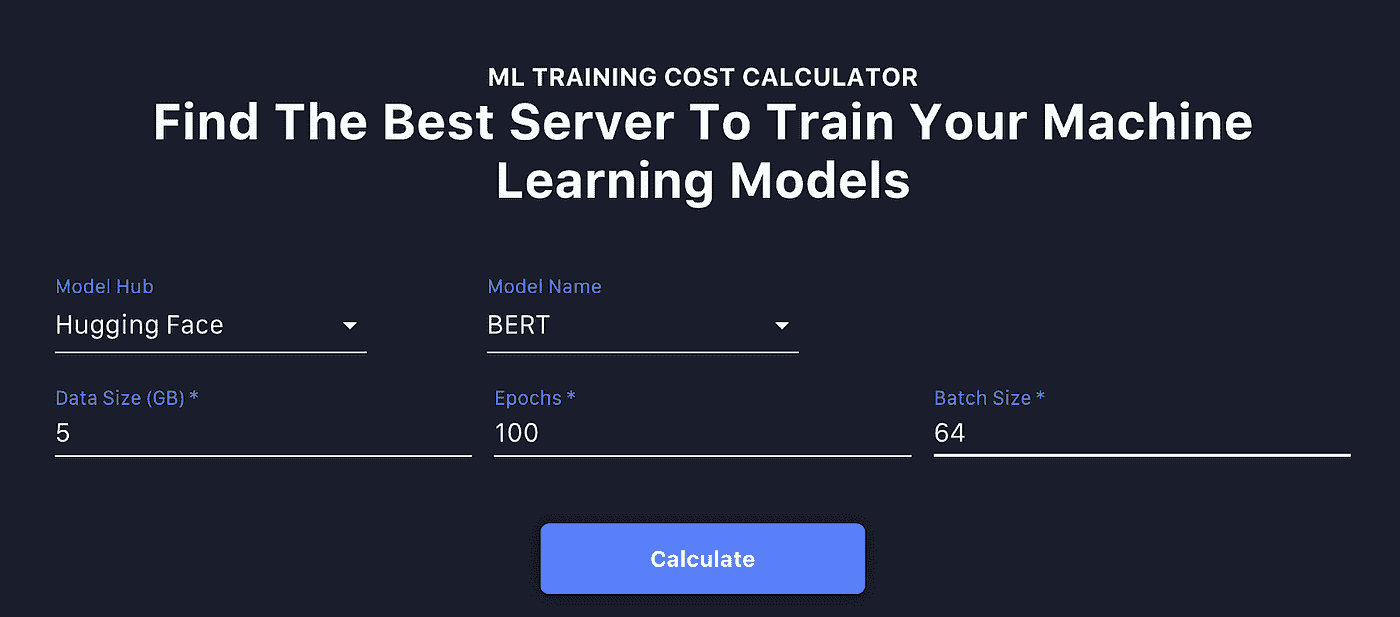 ML TRAINING COST CALCULATOR
Find The Best Server To Train Your Machine
Learning Models
Model Hub
Model Name
Hugging Face
BERT
Data Size (GB) *
Epochs *
Batch Size *
5
100
64
Calculate